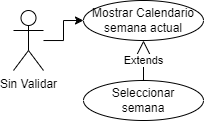 Mostrar Calendario
semana actual
Extends
Sin Validar
Seleccionar
semana